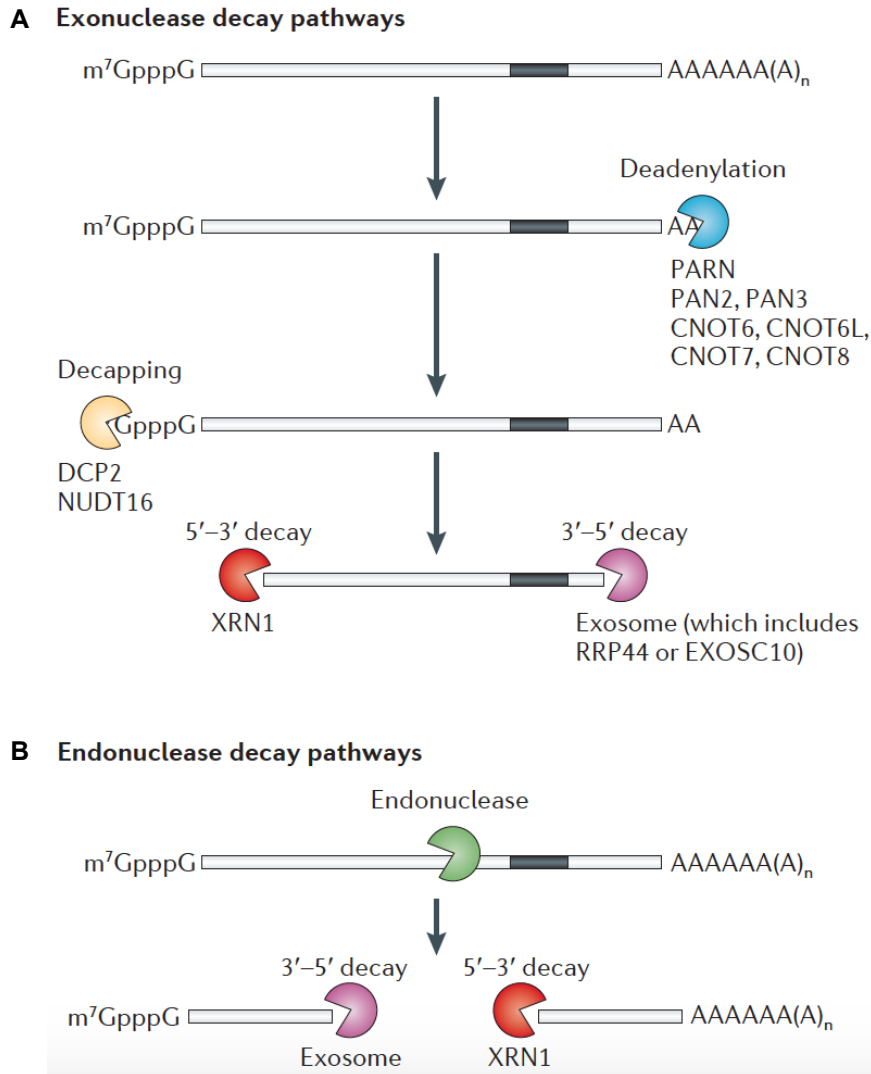 A Exonuclease decay pathways
m⁷GpppG AAAAAA(A)ₙ
Deadenylation
m⁷GpppG AA
PARN
PAN2, PAN3
CNOT6, CNOT6L,
CNOT7, CNOT8
Decapping
GpppG AA
DCP2
NUDT16
5′–3′ decay 3′–5′ decay
XRN1 Exosome (which includes
RRP44 or EXOSC10)
B Endonuclease decay pathways
Endonuclease
m⁷GpppG AAAAAA(A)ₙ
3′–5′ decay 5′–3′ decay
m⁷GpppG AAAAAA(A)ₙ
Exosome XRN1